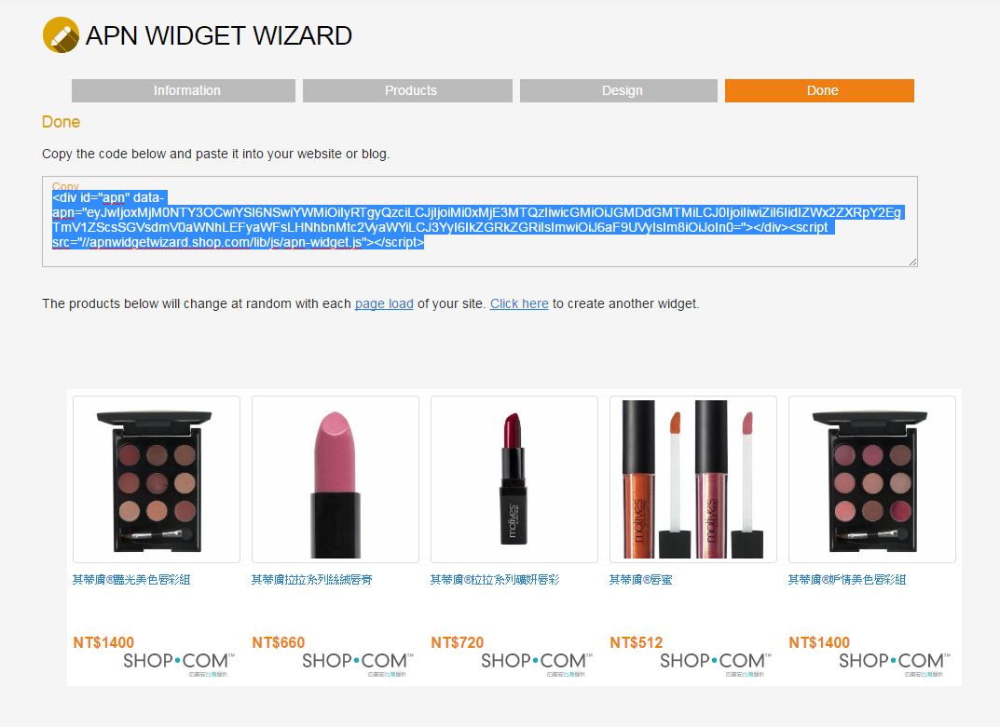 APN WIDGET WIZARD
Information
Products
Design
Done
Done
Copy the code below and paste it into your website or blog.
Copy
<div id="apn" data-
apn="eyJwIjoxMjM0NTY3OCwiYSI6NSwiYWMiOiIyRTgyQzciLCJjIjoiMi0xMjE3MTQzIiwicGMiOiJGMDdGMTMiLCJ0IjoiIiwiZiI6IidIZWx2ZXRpY2Eg
TmV1ZScsSGVsdmV0aWNhLEFyaWFsLHNhbnMtc2VyaWYiLCJ3YyI6IkZGRkZGRiIsImwiOiJ6aF9UVyIsIm8iOiJoIn0="></div><script
src="//apnwidgetwizard.shop.com/lib/js/apn-widget.js"></script>
The products below will change at random with each page load of your site. Click here to create another widget.
其蒂膚®豔光美色唇彩組
其蒂膚拉拉系列絲絨唇膏
其蒂膚®拉拉系列礦妍唇彩
其蒂膚®唇蜜
其蒂膚®妒情美色唇彩組
motives
motives
motives
NT$1400
NT$660
NT$720
NT$512
NT$1400
SHOP•COM™
SHOP•COM™
SHOP•COM™
SHOP•COM™
SHOP•COM™